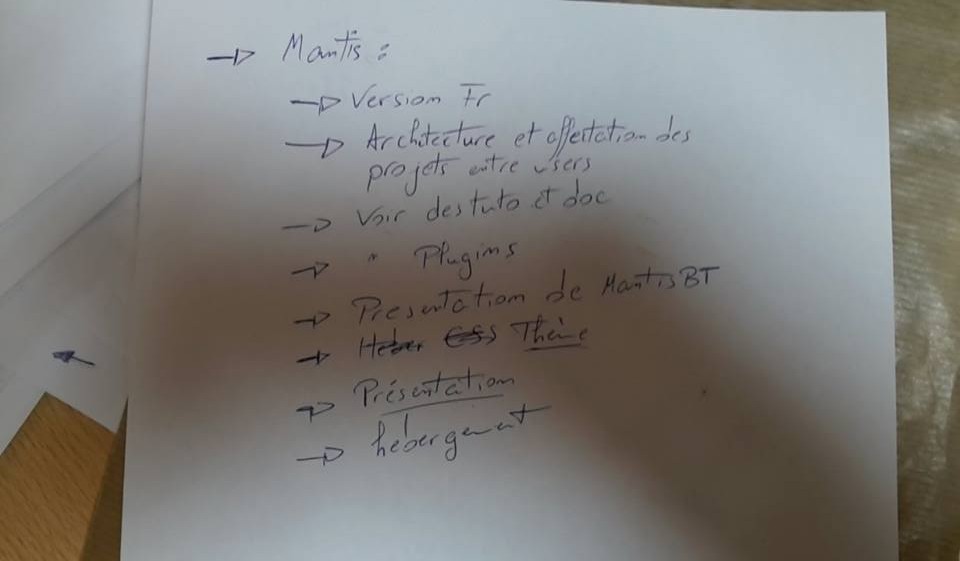 → Mantis :
→ Version Fr
→ Architecture et affectation des
projets entre users
→ Voir des tuto et doc
→ " Plugins
→ Presentation de MantisBT
→ Heber CSS Thème
→ Présentation
→ hébergement